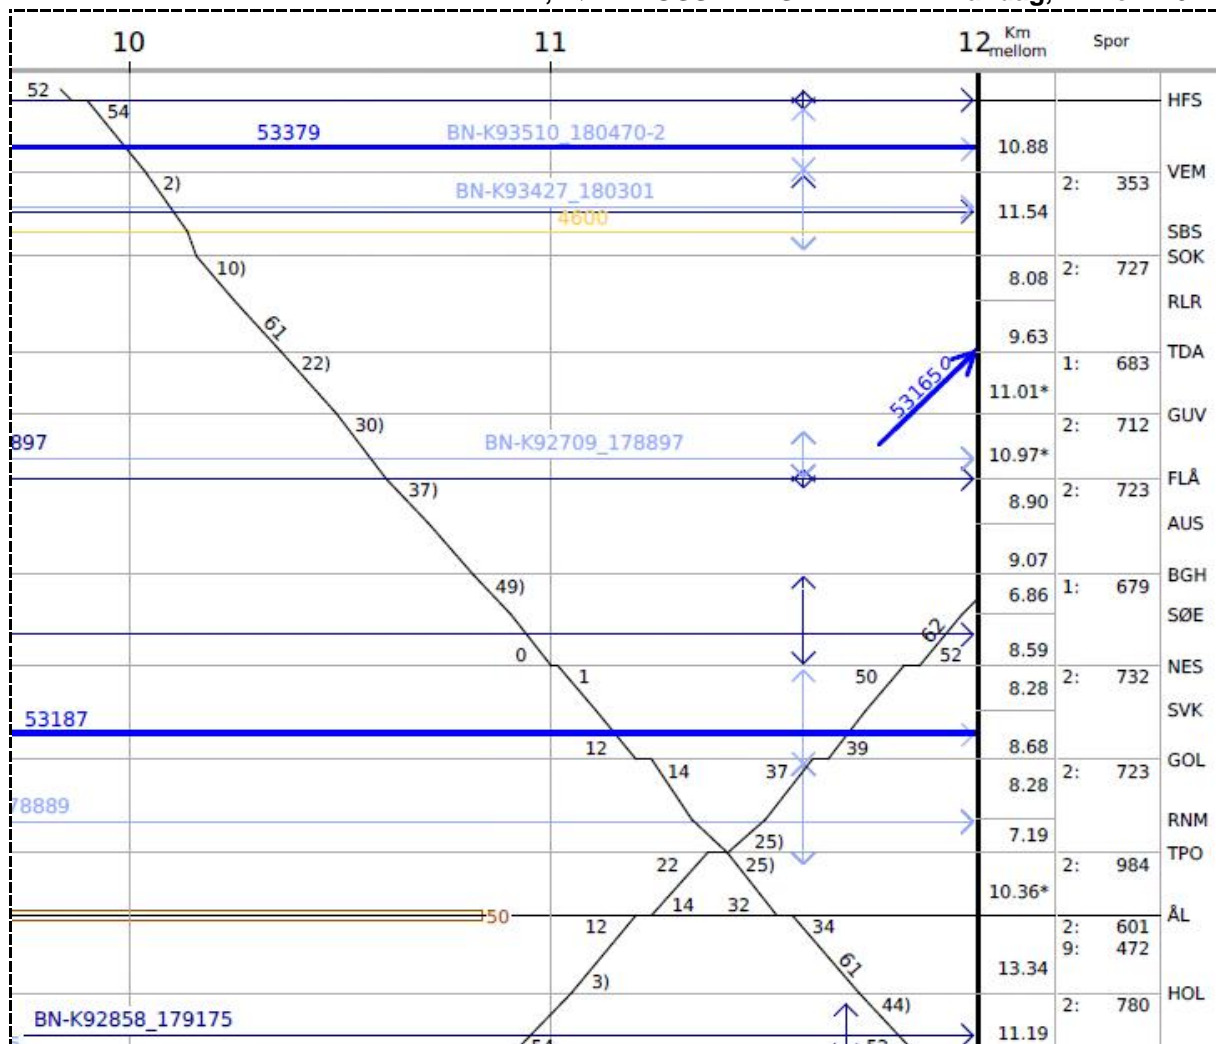 10 11 12 Km mellom Spor
52 HFS
54
53379 BN-K93510_180470-2 10.88
VEM
2) 2: 353
BN-K93427_180301
11.54
4600
SBS
SOK
10) 8.08 2: 727
RLR
61 9.63
TDA
22) 1: 683
53165 0
11.01*
GUV
30) 2: 712
897 BN-K92709_178897
10.97*
FLÅ
37) 2: 723
8.90
AUS
9.07
BGH
49) 6.86 1: 679
SØE
62
0 52 8.59
NES
1 50 2: 732
8.28
SVK
53187
12 39 8.68
GOL
14 37 2: 723
8.28
78889
RNM
7.19
25)
TPO
22 25) 2: 984
10.36*
14 32
50 ÅL
12 34 2: 601
9: 472
61 13.34
3)
HOL
44) 2: 780
BN-K92858_179175
11.19